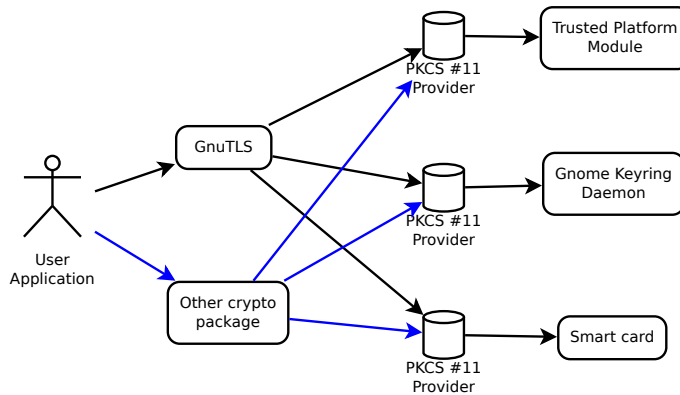 Trusted Platform
Module
PKCS #11
Provider
GnuTLS
Gnome Keyring
Daemon
PKCS #11
Provider
User
Application
Other crypto
package
Smart card
PKCS #11
Provider